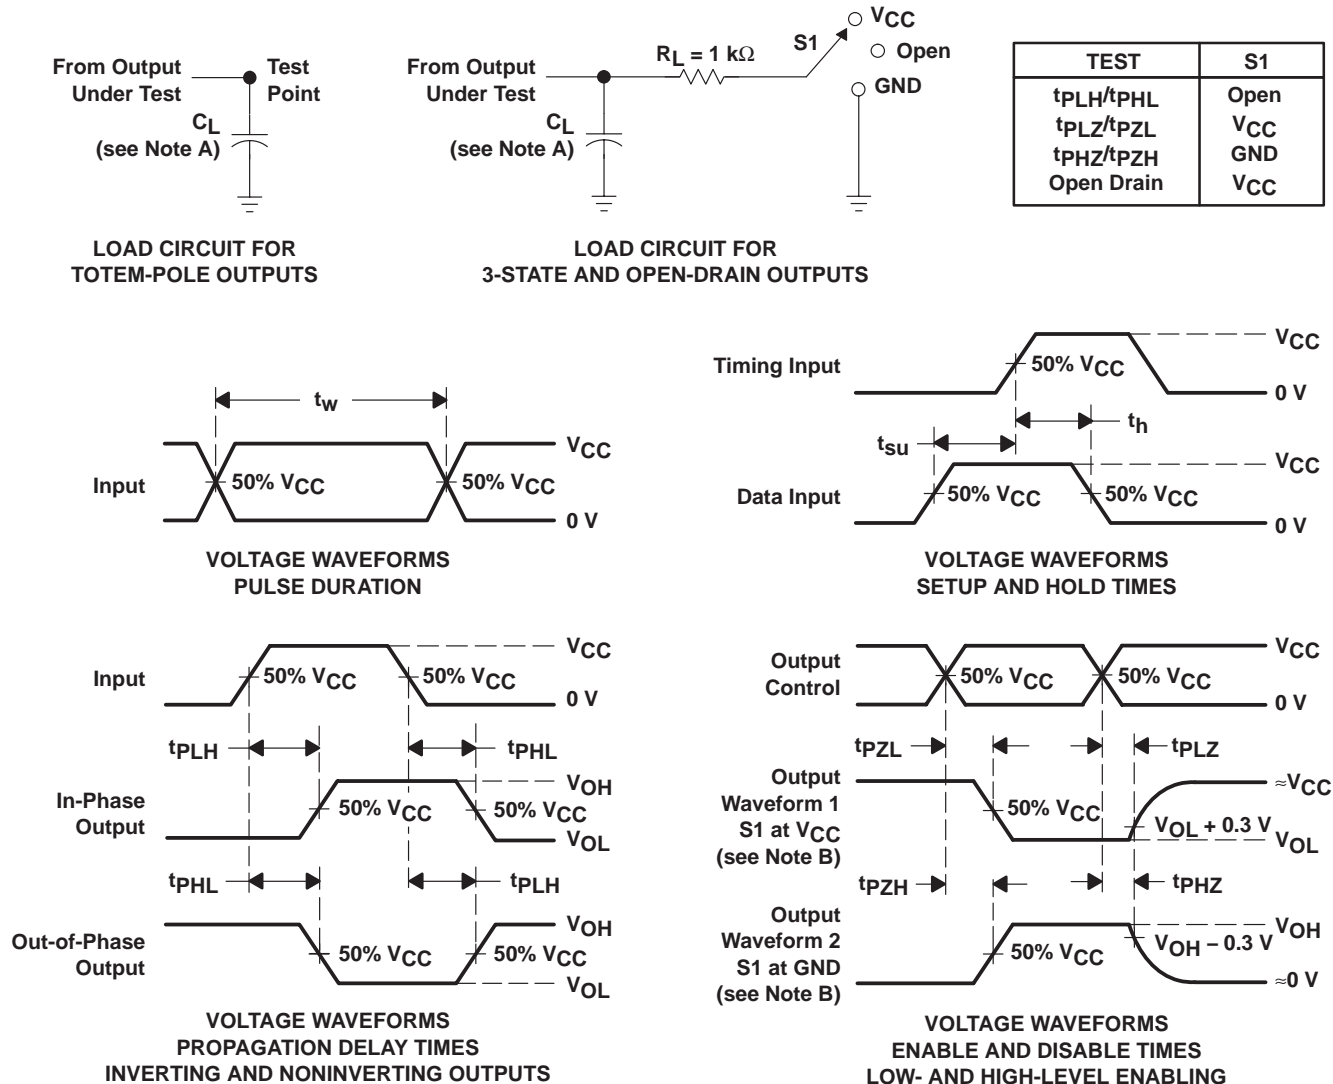 From Output
Under Test
Test
Point
CL
(see Note A)
LOAD CIRCUIT FOR
TOTEM-POLE OUTPUTS
From Output
Under Test
CL
(see Note A)
RL = 1 kΩ
S1
VCC
Open
GND
LOAD CIRCUIT FOR
3-STATE AND OPEN-DRAIN OUTPUTS
TEST S1
tPLH/tPHL Open
tPLZ/tPZL VCC
tPHZ/tPZH GND
Open Drain VCC
tw
Input
50% VCC
50% VCC
VCC
0 V
VOLTAGE WAVEFORMS
PULSE DURATION
Timing Input
50% VCC
VCC
0 V
tsu
th
Data Input
50% VCC
50% VCC
VCC
0 V
VOLTAGE WAVEFORMS
SETUP AND HOLD TIMES
Input
50% VCC
50% VCC
VCC
0 V
tPLH
tPHL
In-Phase
Output
50% VCC
50% VCC
VOH
VOL
tPHL
tPLH
Out-of-Phase
Output
50% VCC
50% VCC
VOH
VOL
VOLTAGE WAVEFORMS
PROPAGATION DELAY TIMES
INVERTING AND NONINVERTING OUTPUTS
Output
Control
50% VCC
50% VCC
VCC
0 V
tPZL
tPLZ
Output
Waveform 1
S1 at VCC
(see Note B)
50% VCC
≈VCC
VOL + 0.3 V
VOL
tPZH
tPHZ
Output
Waveform 2
S1 at GND
(see Note B)
50% VCC
VOH
VOH − 0.3 V
≈0 V
VOLTAGE WAVEFORMS
ENABLE AND DISABLE TIMES
LOW- AND HIGH-LEVEL ENABLING